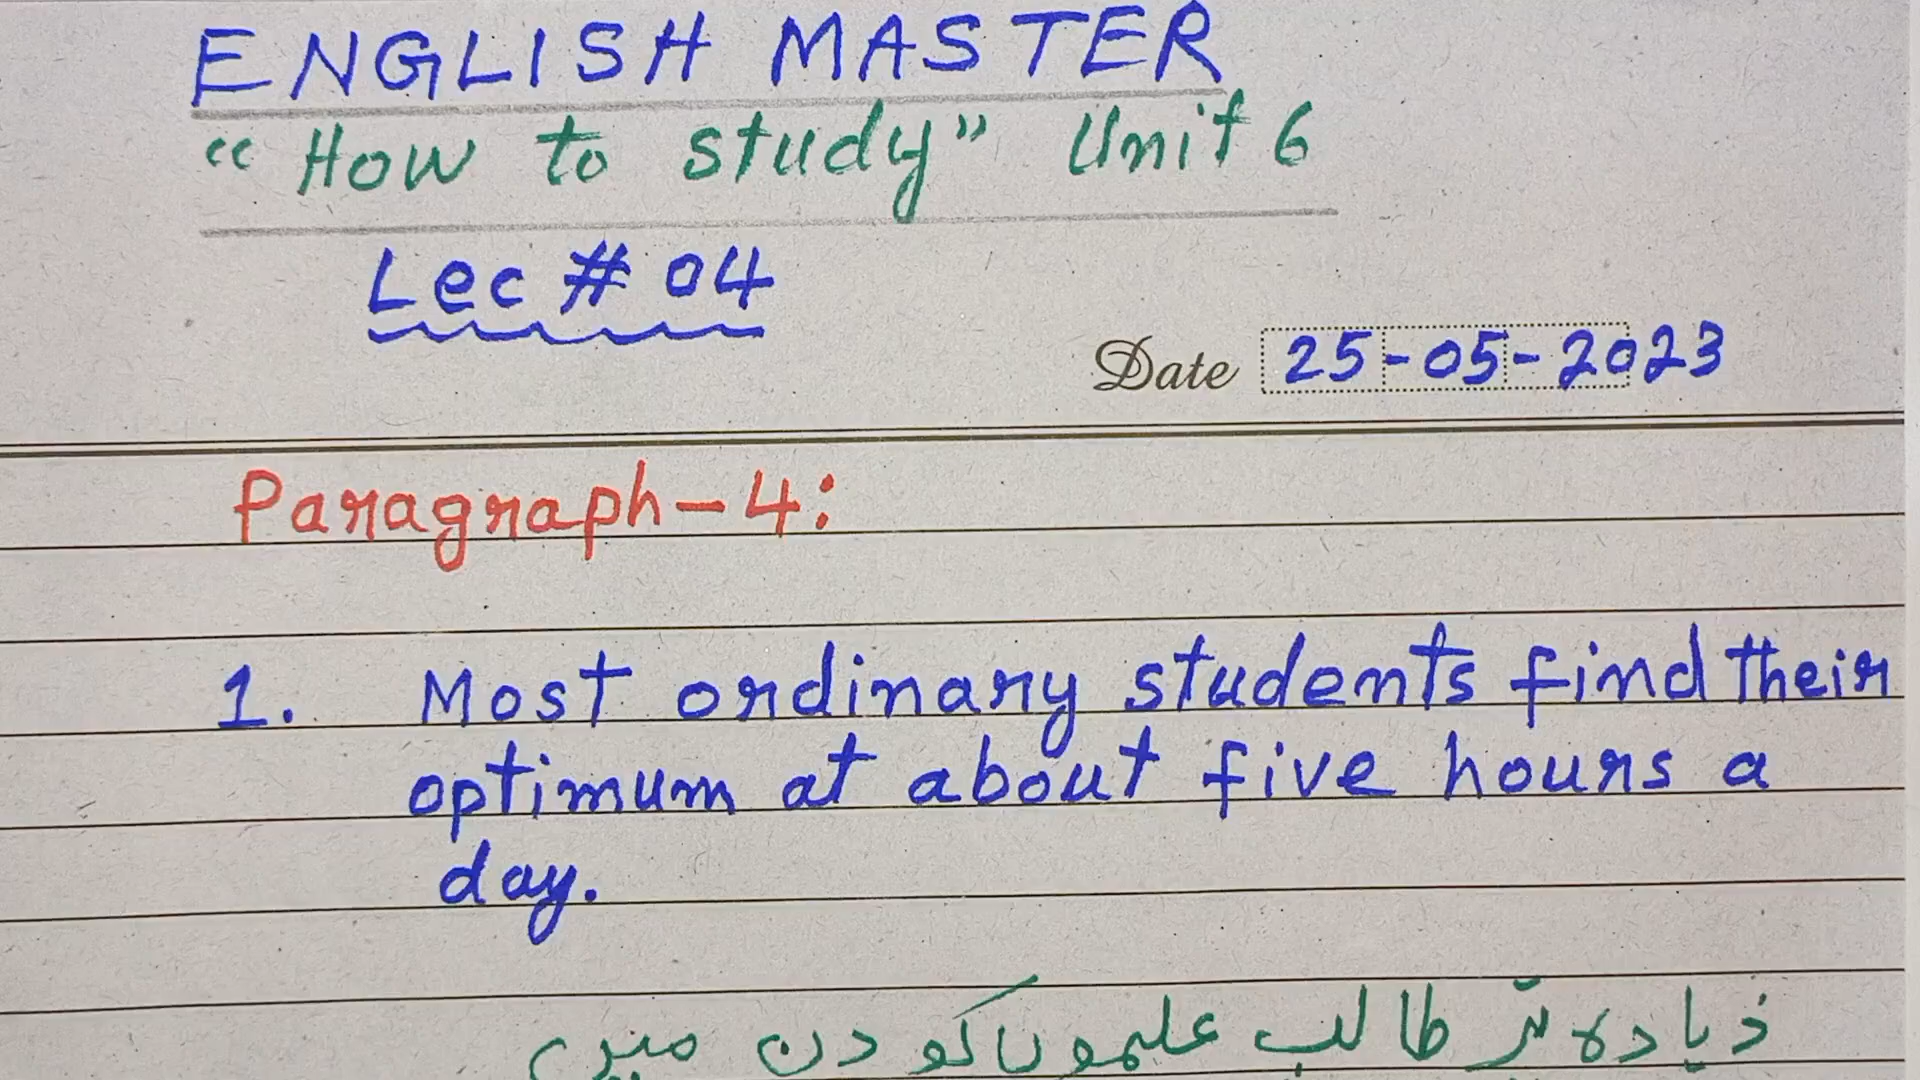 ENGLISH MASTER
“How to study” Unit 6
Lec # 04
Date 25-05-2023
Paragraph-4:
1. Most ordinary students find their
optimum at about five hours a
day.
ذیادہ تر طالب علموں کو دن میں